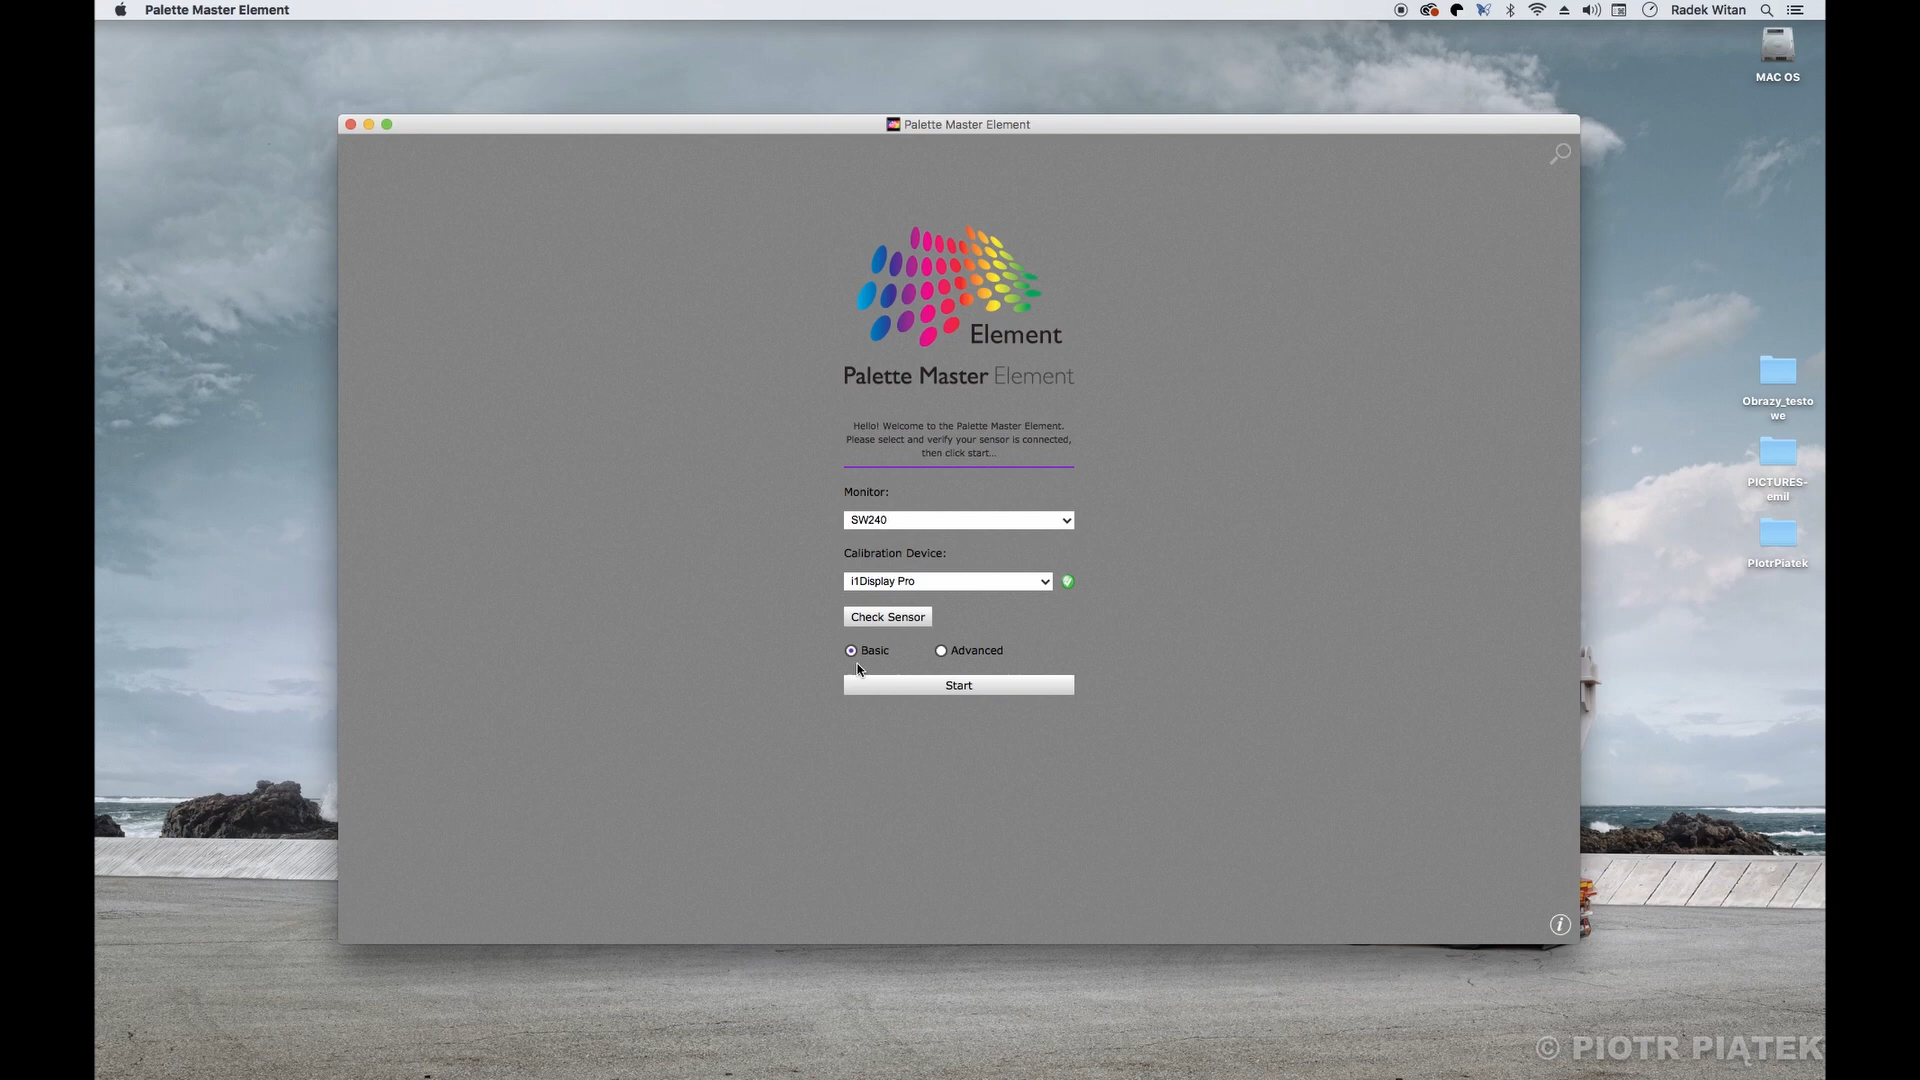 Palette Master Element
Radek Witan
MAC OS
Palette Master Element
Element
Palette Master Element
Hello! Welcome to the Palette Master Element.
Please select and verify your sensor is connected,
then click start...
Monitor:
SW240
Calibration Device:
i1Display Pro
Check Sensor
Basic
Advanced
Start
Obrazy_testo
we
PICTURES-
emil
PIotrPiatek
© PIOTR PIĄTEK